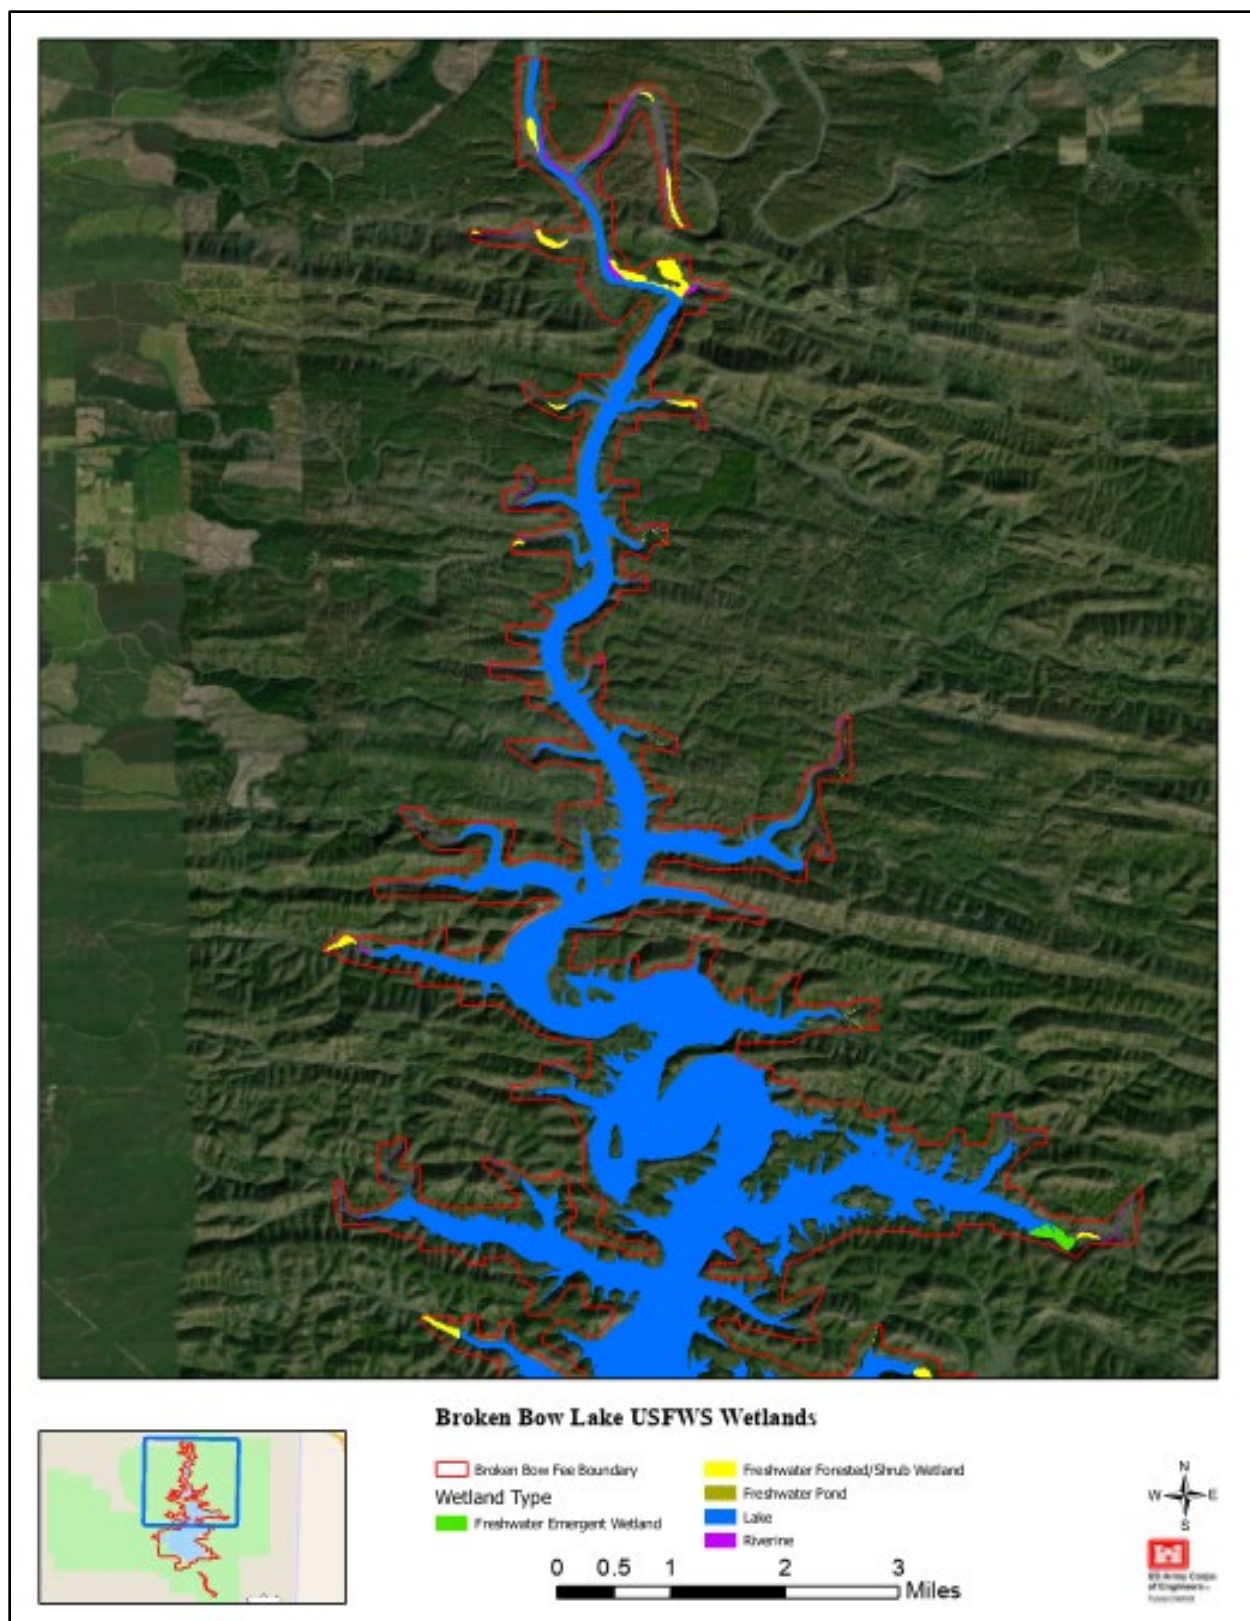 Broken Bow Lake USFWS Wetlands
Broken Bow Fee Boundary
Wetland Type
Freshwater Emergent Wetland
Freshwater Forested/Shrub Wetland
Freshwater Pond
Lake
Riverine
0 0.5 1 2 3
Miles
N
W E
S
US Army Corps
of Engineers